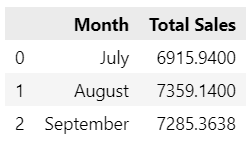 Month Total Sales
0 July 6915.9400
1 August 7359.1400
2 September 7285.3638